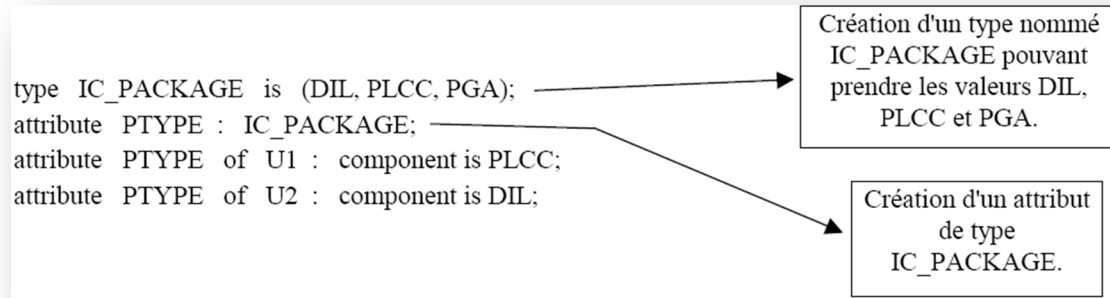 type IC_PACKAGE is (DIL, PLCC, PGA);
attribute PTYPE : IC_PACKAGE;
attribute PTYPE of U1 : component is PLCC;
attribute PTYPE of U2 : component is DIL;
Création d'un type nommé
IC_PACKAGE pouvant
prendre les valeurs DIL,
PLCC et PGA.
Création d'un attribut
de type
IC_PACKAGE.